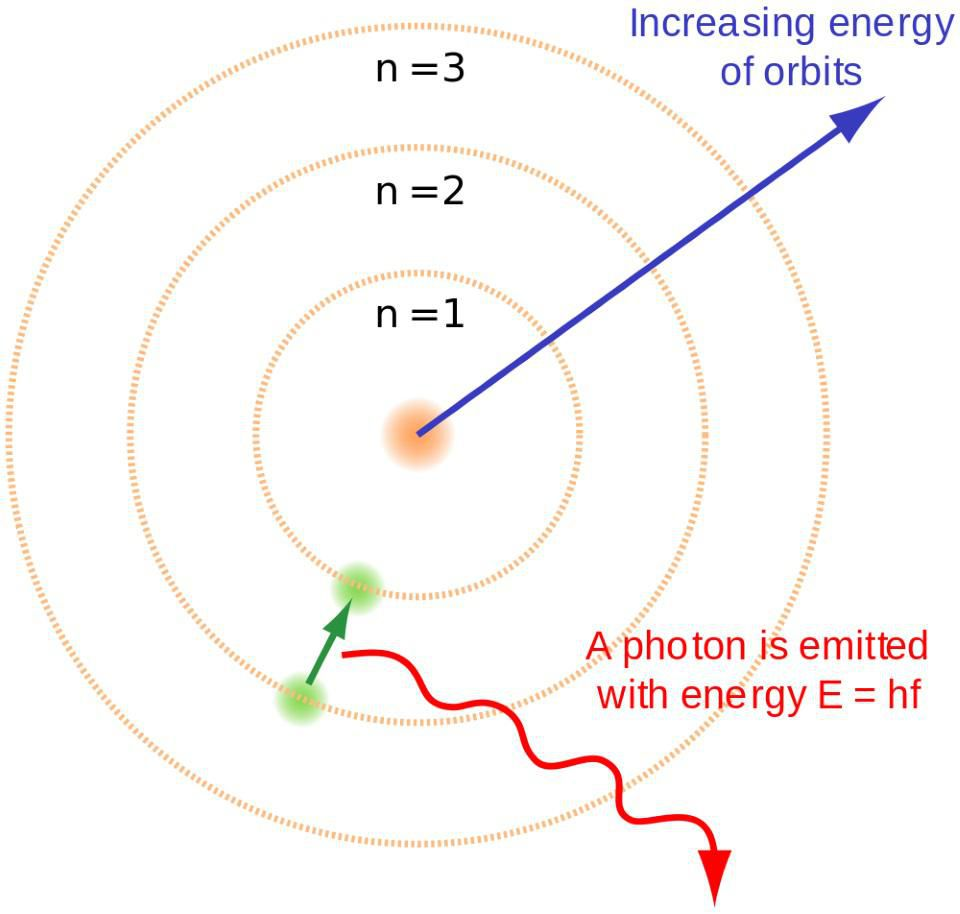 Increasing energy
of orbits
n =3
n =2
n =1
A photon is emitted
with energy E = hf